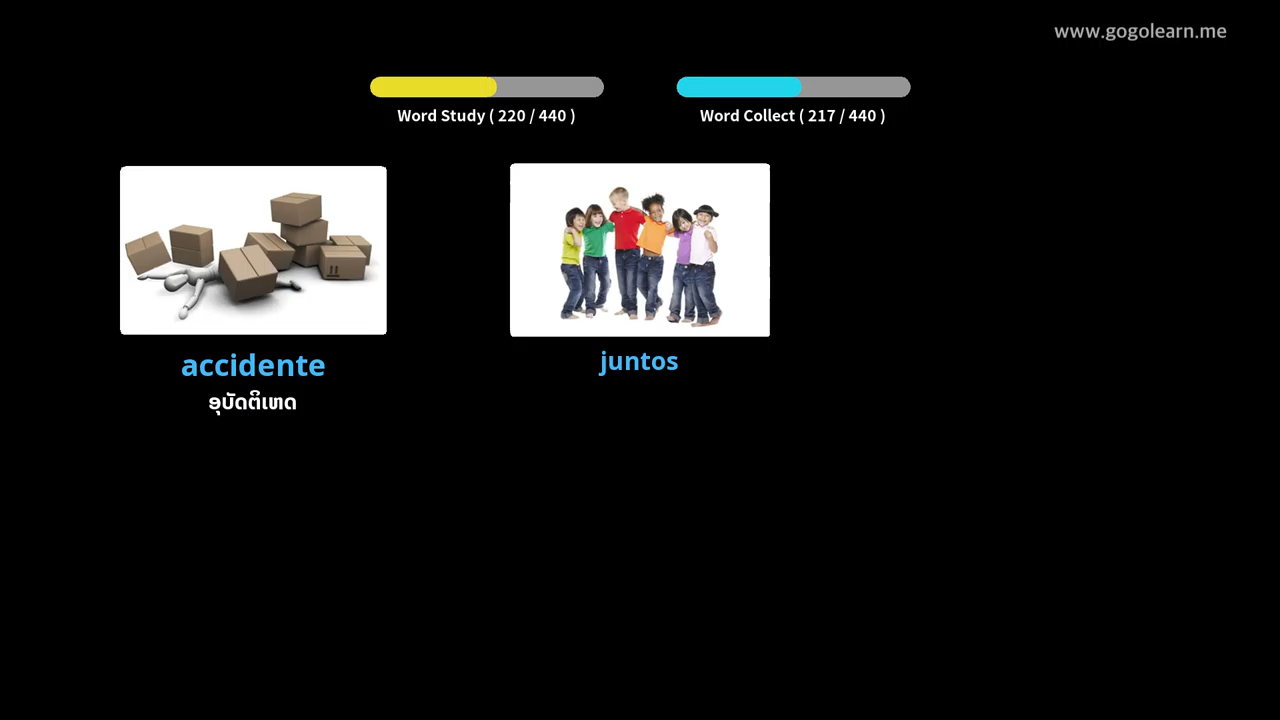 www.gogolearn.me
Word Study ( 220 / 440 )
Word Collect ( 217 / 440 )
accidente
ອຸບັດຕິເຫດ
juntos